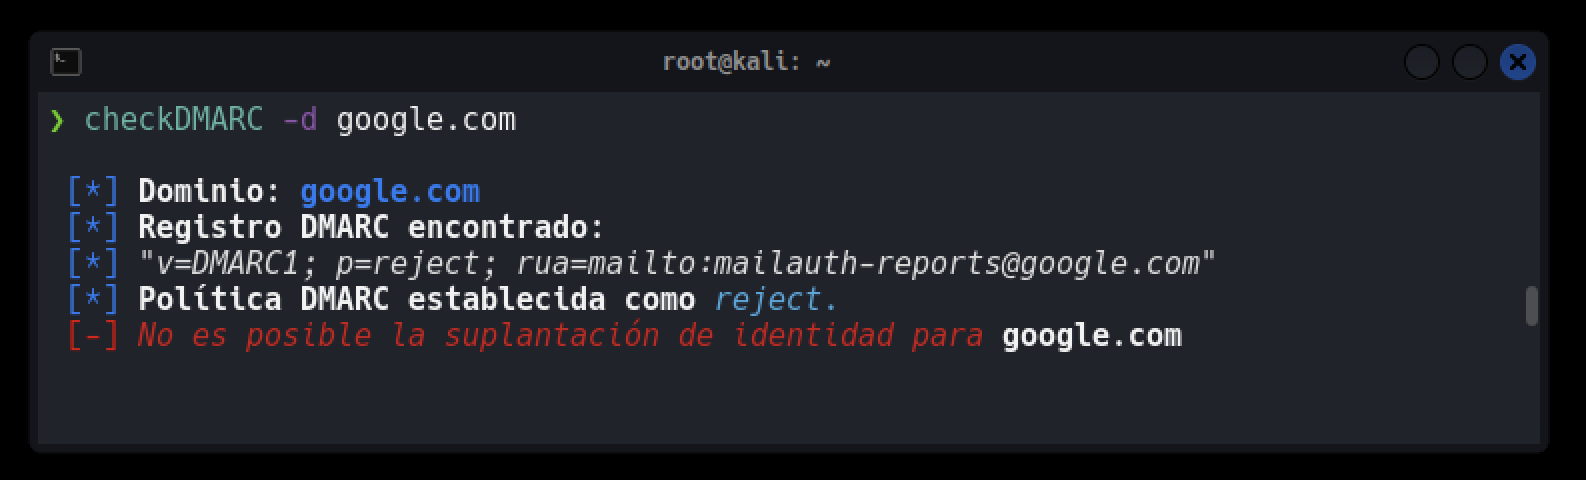 root@kali: ~
❯ checkDMARC -d google.com
[*] Dominio: google.com
[*] Registro DMARC encontrado:
[*] "v=DMARC1; p=reject; rua=mailto:mailauth-reports@google.com"
[*] Política DMARC establecida como reject.
[-] No es posible la suplantación de identidad para google.com